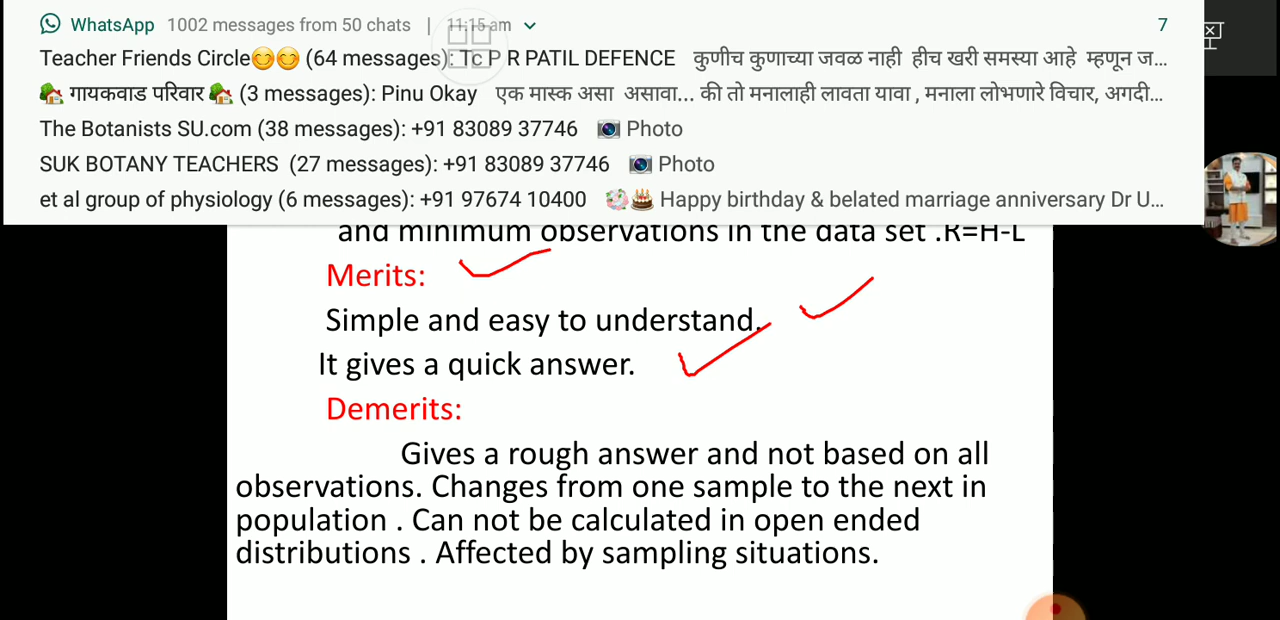 WhatsApp 1002 messages from 50 chats | 11:15 am 7
Teacher Friends Circle😊😊 (64 messages): Tc P R PATIL DEFENCE कुणीच कुणाच्या जवळ नाही हीच खरी समस्या आहे म्हणून ज...
🏡 गायकवाड परिवार 🏡 (3 messages): Pinu Okay एक मास्क असा असावा... की तो मनालाही लावता यावा , मनाला लोभणारे विचार, अगदी...
The Botanists SU.com (38 messages): +91 83089 37746 📷 Photo
SUK BOTANY TEACHERS (27 messages): +91 83089 37746 📷 Photo
et al group of physiology (6 messages): +91 97674 10400 💐🎂 Happy birthday & belated marriage anniversary Dr U...
and minimum observations in the data set .R=H-L
Merits:
Simple and easy to understand.
It gives a quick answer.
Demerits:
Gives a rough answer and not based on all
observations. Changes from one sample to the next in
population . Can not be calculated in open ended
distributions . Affected by sampling situations.